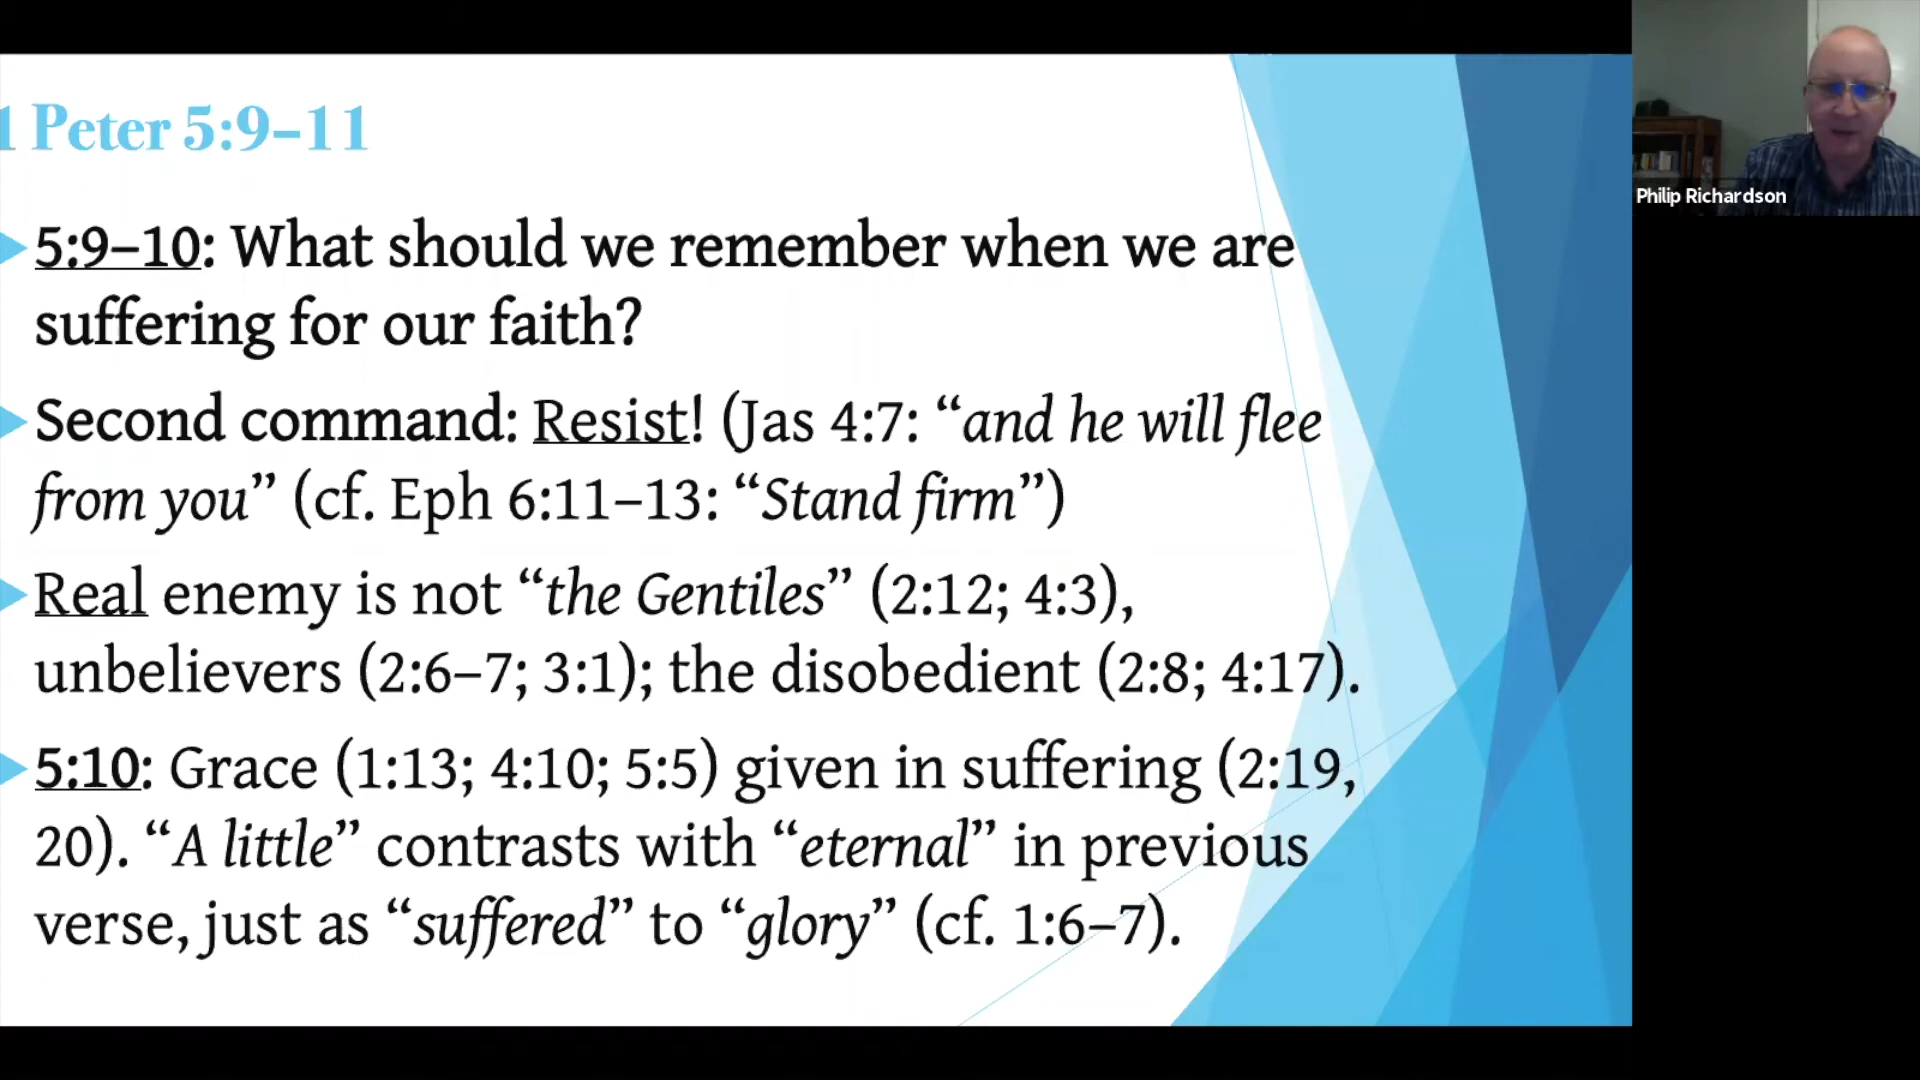 1 Peter 5:9–11
5:9–10: What should we remember when we are
suffering for our faith?
Second command: Resist! (Jas 4:7: “and he will flee
from you” (cf. Eph 6:11–13: “Stand firm”)
Real enemy is not “the Gentiles” (2:12; 4:3),
unbelievers (2:6–7; 3:1); the disobedient (2:8; 4:17).
5:10: Grace (1:13; 4:10; 5:5) given in suffering (2:19,
20). “A little” contrasts with “eternal” in previous
verse, just as “suffered” to “glory” (cf. 1:6–7).
Philip Richardson